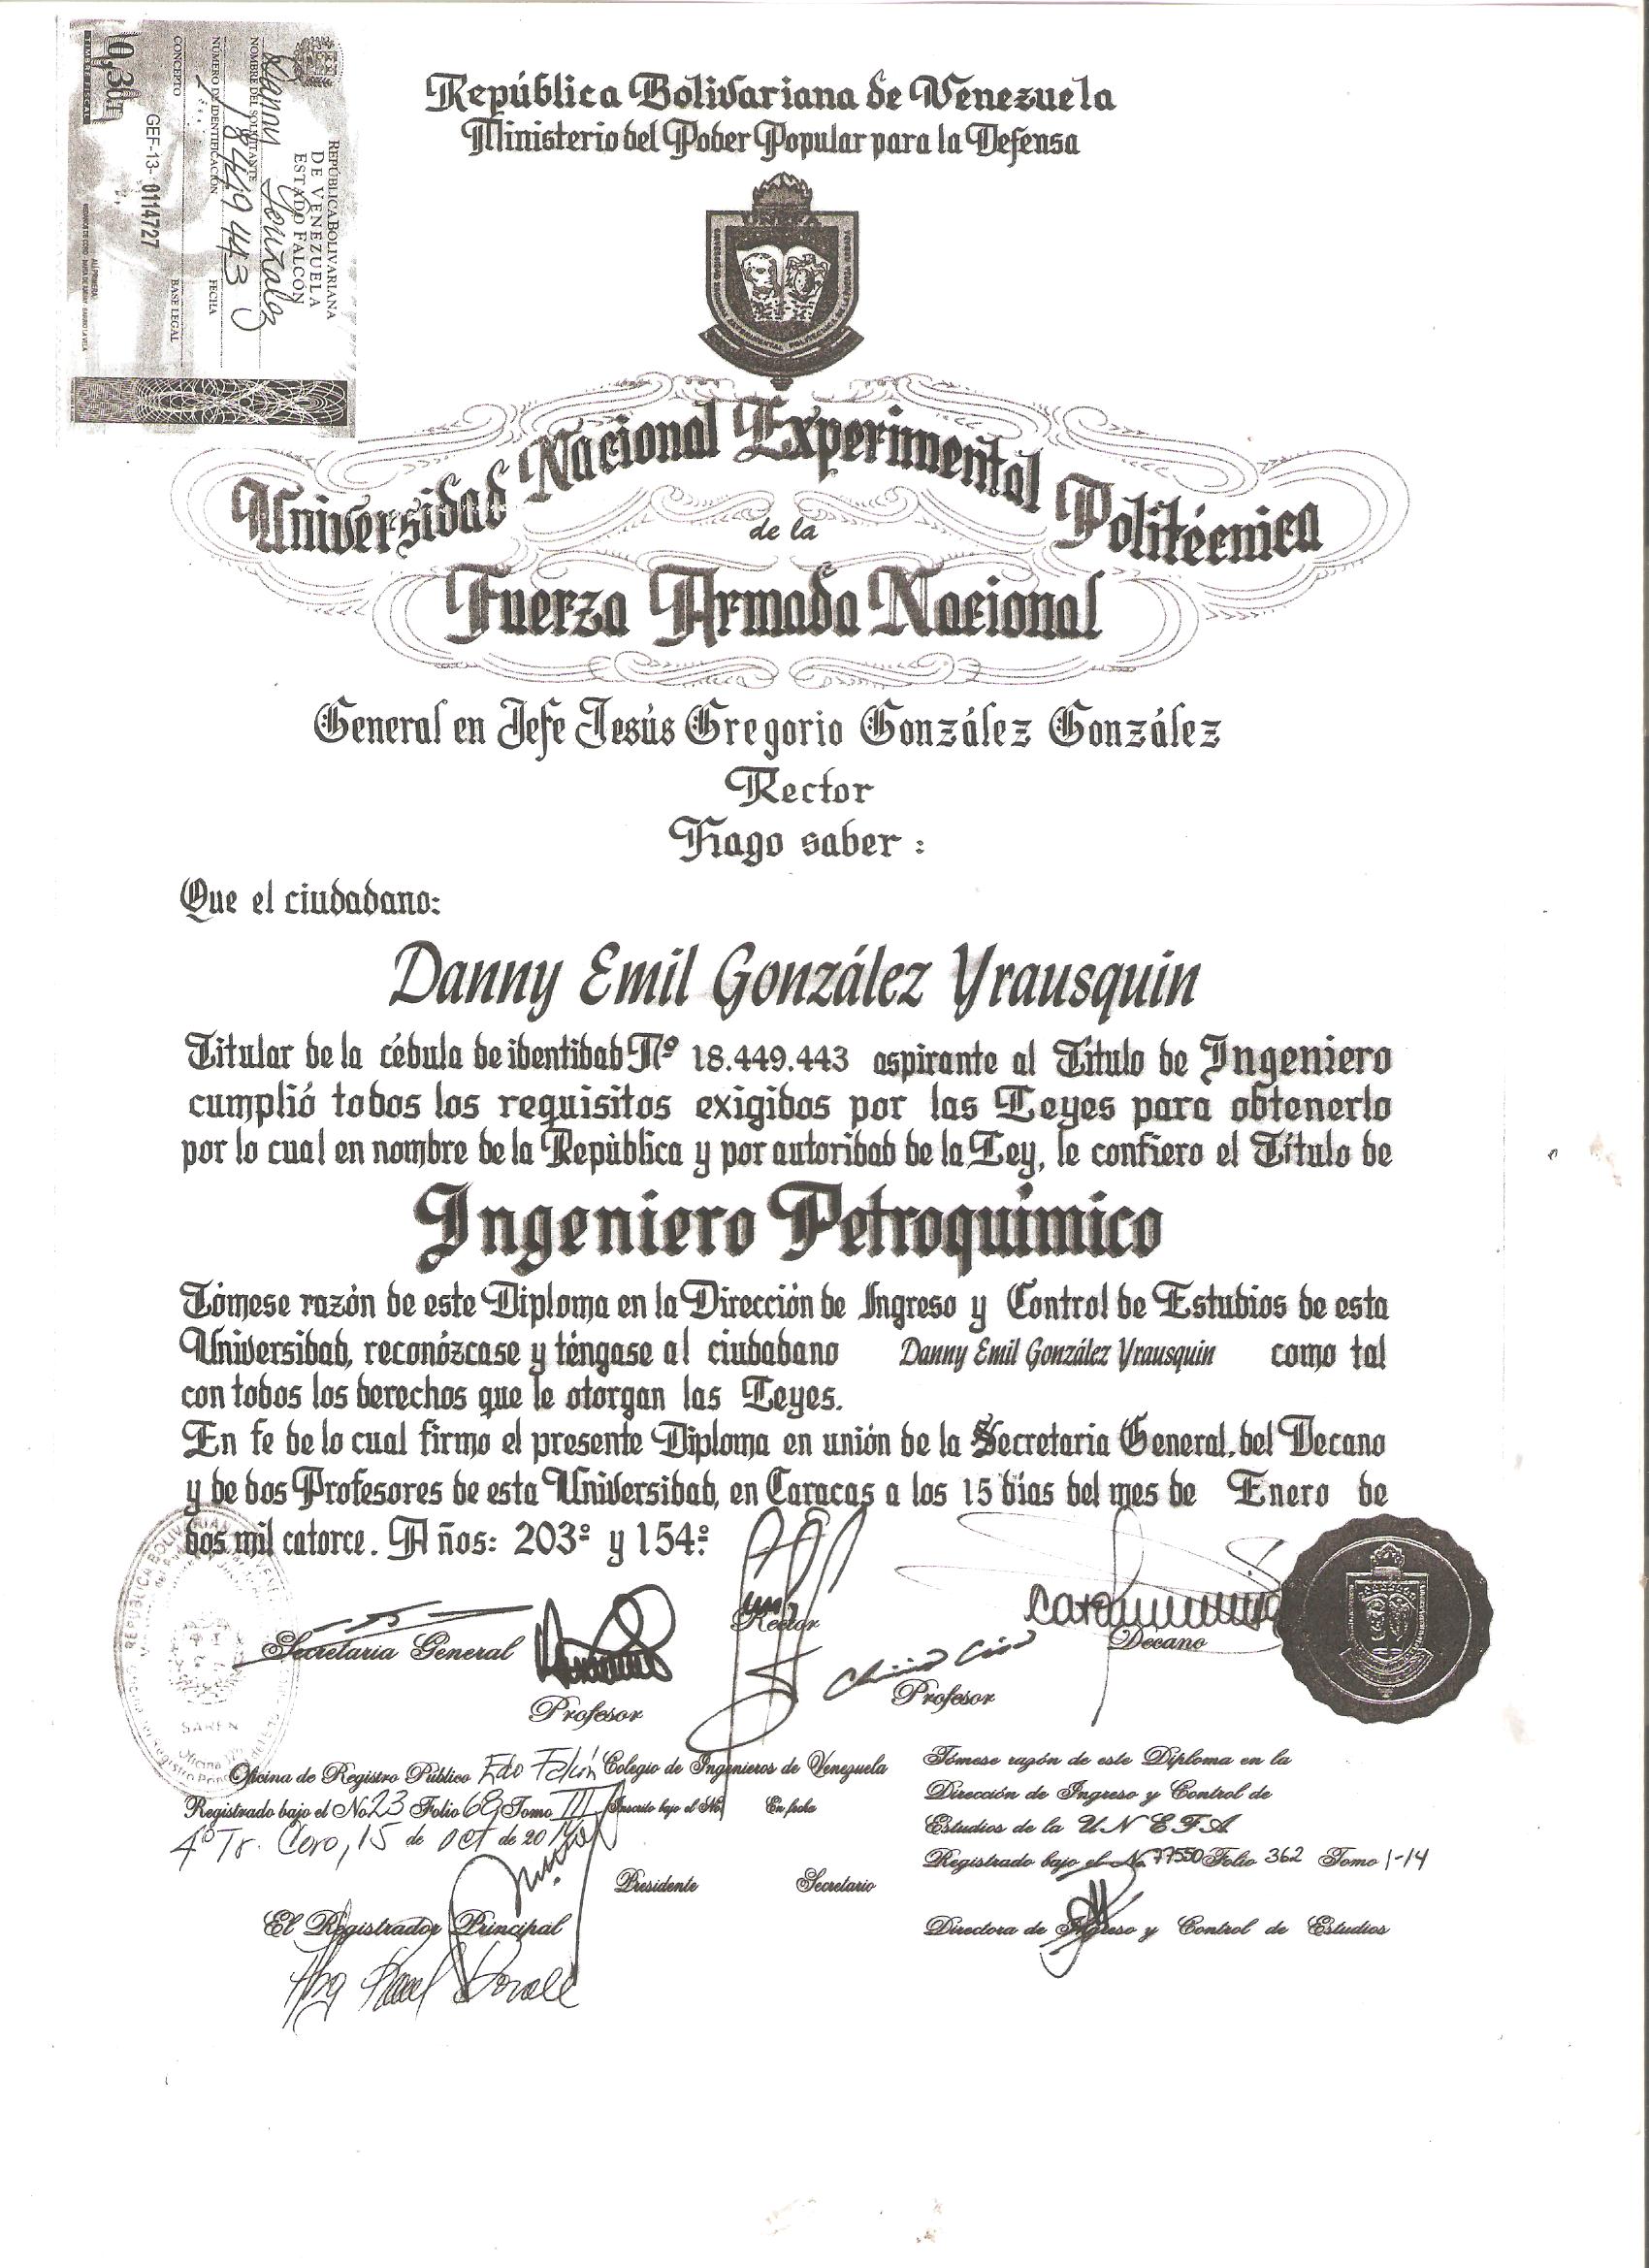 REPÚBLICA BOLIVARIANA
DE VENEZUELA
ESTADO FALCÓN
NOMBRE DEL SOLICITANTE
Danny González
NÚMERO DE IDENTIFICACIÓN
FECHA
18449443
CONCEPTO
BASE LEGAL
GEF-13- 0114727
0,30
TIMBRE FISCAL
República Bolivariana de Venezuela
Ministerio del Poder Popular para la Defensa
UNEFA
Universidad Nacional Experimental Politécnica
de la
Fuerza Armada Nacional
General en Jefe Jesús Gregorio González González
Rector
Hago saber :
Que el ciudadano:
Danny Emil González Yrausquin
Titular de la cédula de identidad Nº 18.449.443 aspirante al Título de Ingeniero
cumplió todos los requisitos exigidos por las Leyes para obtenerlo
por lo cual en nombre de la República y por autoridad de la Ley, le confiero el Título de
Ingeniero Petroquímico
Tómese razón de este Diploma en la Dirección de Ingreso y Control de Estudios de esta
Universidad, reconózcase y téngase al ciudadano Danny Emil González Yrausquin como tal
con todos los derechos que le otorgan las Leyes.
En fe de lo cual firmo el presente Diploma en unión de la Secretaria General, del Decano
y de dos Profesores de esta Universidad, en Caracas a los 15 días del mes de Enero de
dos mil catorce. Años: 203º y 154º
Secretaria General
Rector
Decano
Profesor
Profesor
SAREN
Oficina de Registro Público Edo Falcón
Registrado bajo el No 23 Folio 69 Tomo III
4º Tr. Coro, 15 de Oct de 2014
El Registrador Principal
Colegio de Ingenieros de Venezuela
Inscrito bajo el No En fecha
Presidente Secretario
Tómese razón de este Diploma en la
Dirección de Ingreso y Control de
Estudios de la U N E F A
Registrado bajo el No 77550 Folio 362 Tomo 1-14
Directora de Ingreso y Control de Estudios